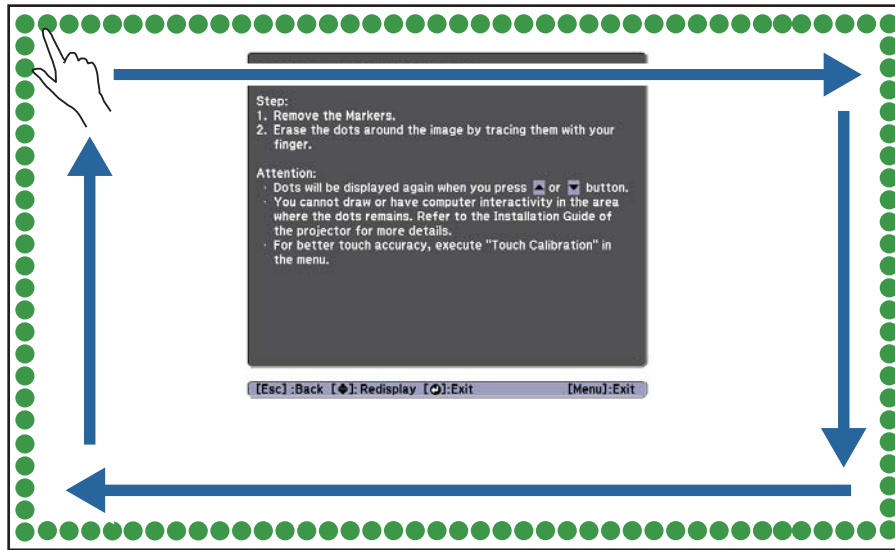 Step:
1. Remove the Markers.
2. Erase the dots around the image by tracing them with your
finger.
Attention:
· Dots will be displayed again when you press ▲ or ▼ button.
· You cannot draw or have computer interactivity in the area
where the dots remains. Refer to the Installation Guide of
the projector for more details.
· For better touch accuracy, execute "Touch Calibration" in
the menu.
[Esc] :Back [◆]: Redisplay [⏎]:Exit [Menu]:Exit